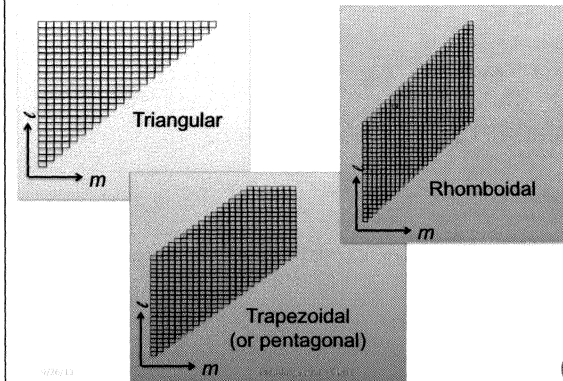 Triangular
ℓ
m
Rhomboidal
ℓ
m
Trapezoidal
(or pentagonal)
ℓ
m